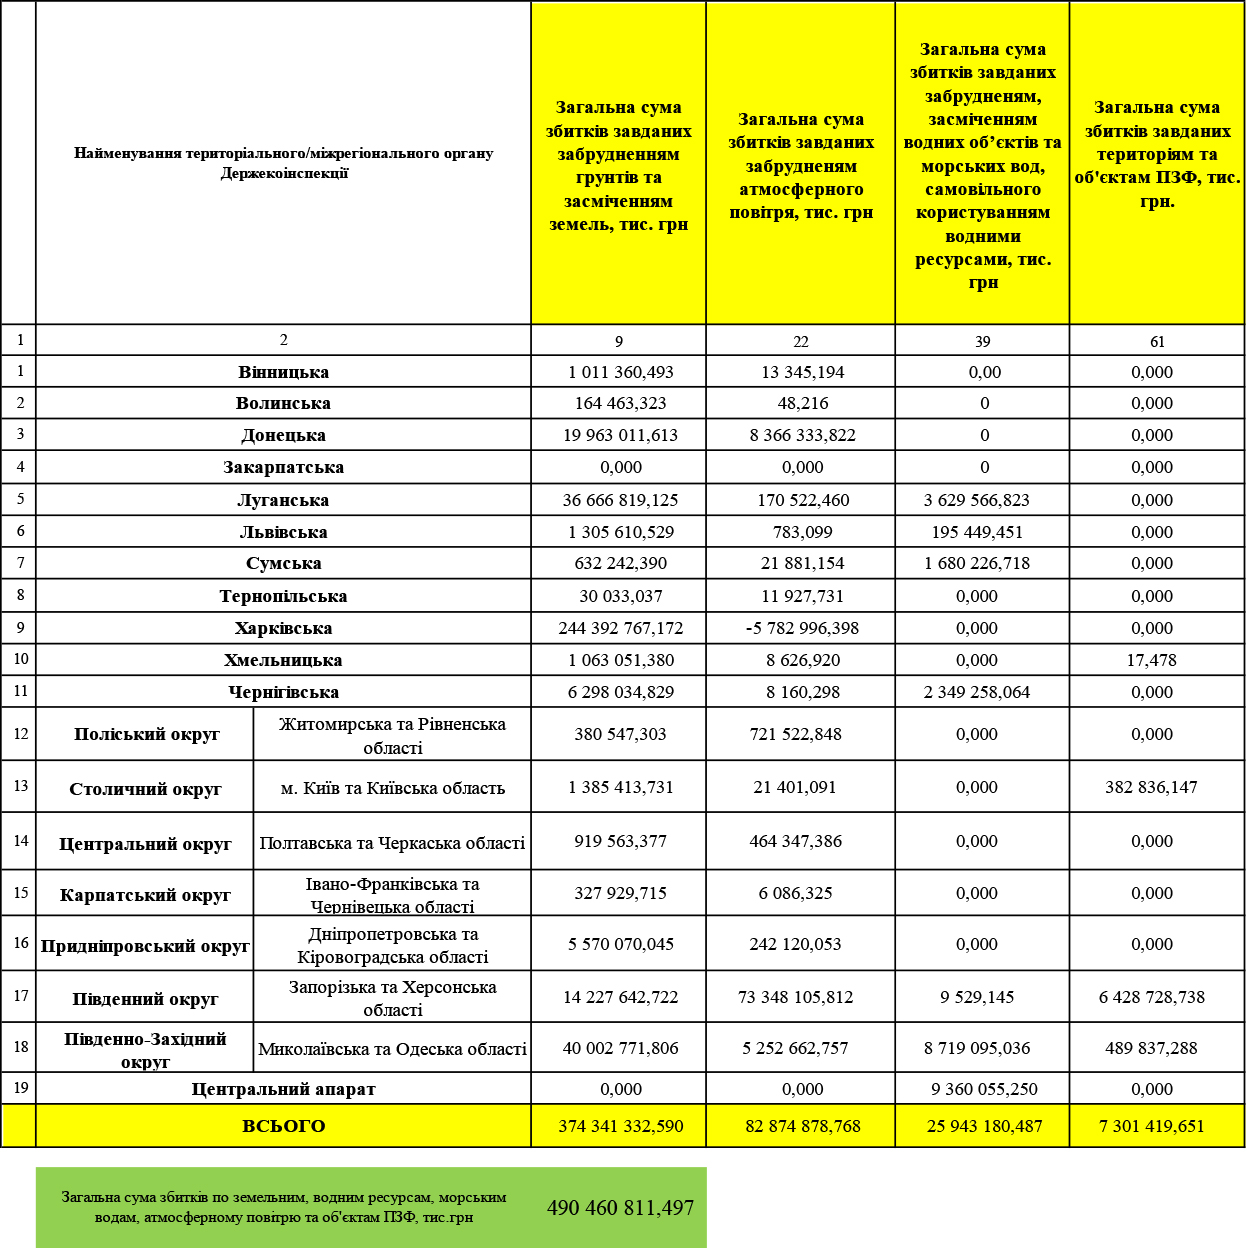 Найменування територіального/міжрегіонального органу
Держекоінспекції
Загальна сума
збитків завданих
забрудненням
грунтів та
засміченням
земель, тис. грн
Загальна сума
збитків завданих
забрудненям
атмосферного
повітря, тис. грн
Загальна сума
збитків завданих
забрудненям,
засміченням
водних об’єктів та
морських вод,
самовільного
користуванням
водними
ресурсами, тис.
грн
Загальна сума
збитків завданих
територіям та
об'єктам ПЗФ, тис.
грн.
1 2 9 22 39 61
1 Вінницька 1 011 360,493 13 345,194 0,00 0,000
2 Волинська 164 463,323 48,216 0 0,000
3 Донецька 19 963 011,613 8 366 333,822 0 0,000
4 Закарпатська 0,000 0,000 0 0,000
5 Луганська 36 666 819,125 170 522,460 3 629 566,823 0,000
6 Львівська 1 305 610,529 783,099 195 449,451 0,000
7 Сумська 632 242,390 21 881,154 1 680 226,718 0,000
8 Тернопільська 30 033,037 11 927,731 0,000 0,000
9 Харківська 244 392 767,172 -5 782 996,398 0,000 0,000
10 Хмельницька 1 063 051,380 8 626,920 0,000 17,478
11 Чернігівська 6 298 034,829 8 160,298 2 349 258,064 0,000
12 Поліський округ Житомирська та Рівненська
області 380 547,303 721 522,848 0,000 0,000
13 Столичний округ м. Київ та Київська область 1 385 413,731 21 401,091 0,000 382 836,147
14 Центральний округ Полтавська та Черкаська області 919 563,377 464 347,386 0,000 0,000
15 Карпатський округ Івано-Франківська та
Чернівецька області 327 929,715 6 086,325 0,000 0,000
16 Придніпровський округ Дніпропетровська та
Кіровоградська області 5 570 070,045 242 120,053 0,000 0,000
17 Південний округ Запорізька та Херсонська
області 14 227 642,722 73 348 105,812 9 529,145 6 428 728,738
18 Південно-Західний
округ Миколаївська та Одеська області 40 002 771,806 5 252 662,757 8 719 095,036 489 837,288
19 Центральний апарат 0,000 0,000 9 360 055,250 0,000
ВСЬОГО 374 341 332,590 82 874 878,768 25 943 180,487 7 301 419,651
Загальна сума збитків по земельним, водним ресурсам, морським
водам, атмосферному повітрю та об'єктам ПЗФ, тис.грн
490 460 811,497